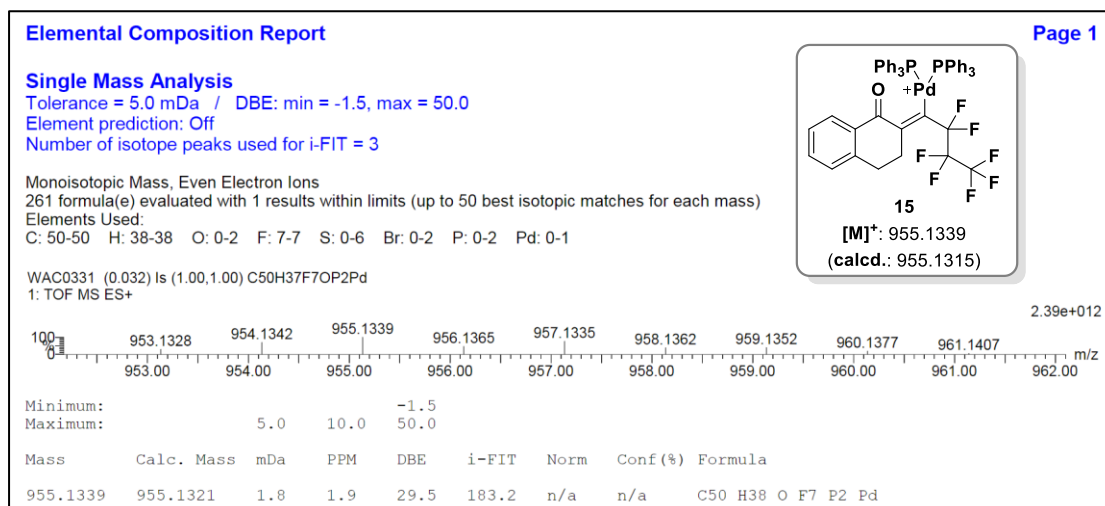 Elemental Composition Report
Page 1
Single Mass Analysis
Tolerance = 5.0 mDa / DBE: min = -1.5, max = 50.0
Element prediction: Off
Number of isotope peaks used for i-FIT = 3
Monoisotopic Mass, Even Electron Ions
261 formula(e) evaluated with 1 results within limits (up to 50 best isotopic matches for each mass)
Elements Used:
C: 50-50 H: 38-38 O: 0-2 F: 7-7 S: 0-6 Br: 0-2 P: 0-2 Pd: 0-1
WAC0331 (0.032) Is (1.00,1.00) C50H37F7OP2Pd
1: TOF MS ES+
Ph3P PPh3
O +Pd
F
F
F F
F F F
15
[M]+: 955.1339
(calcd.: 955.1315)
2.39e+012
100
%
0
953.1328 954.1342 955.1339 956.1365 957.1335 958.1362 959.1352 960.1377 961.1407
m/z
953.00 954.00 955.00 956.00 957.00 958.00 959.00 960.00 961.00 962.00
Minimum: -1.5
Maximum: 5.0 10.0 50.0
Mass Calc. Mass mDa PPM DBE i-FIT Norm Conf(%) Formula
955.1339 955.1321 1.8 1.9 29.5 183.2 n/a n/a C50 H38 O F7 P2 Pd